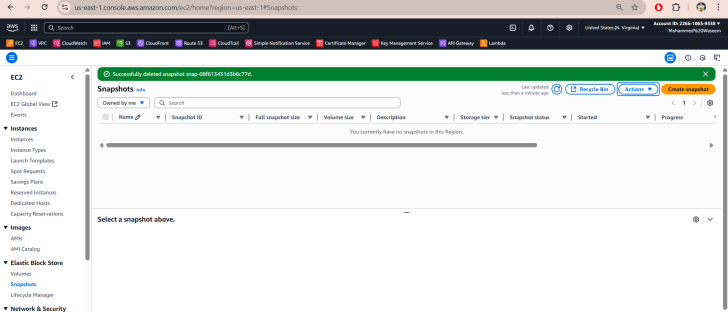 us-east-1.console.aws.amazon.com/ec2/home?region=us-east-1#Snapshots:
aws
Search
[Alt+S]
United States (N. Virginia)
Account ID: 2266-1065-9338
Mohammed%20Waseem
EC2
VPC
CloudWatch
IAM
S3
CloudFront
Route 53
CloudTrail
Simple Notification Service
Certificate Manager
Key Management Service
API Gateway
Lambda
EC2
Dashboard
EC2 Global View
Events
Instances
Instances
Instance Types
Launch Templates
Spot Requests
Savings Plans
Reserved Instances
Dedicated Hosts
Capacity Reservations
Images
AMIs
AMI Catalog
Elastic Block Store
Volumes
Snapshots
Lifecycle Manager
Network & Security
Successfully deleted snapshot snap-08f613431d3b6c77d.
Snapshots Info
Last updated
less than a minute ago
Recycle Bin
Actions
Create snapshot
Owned by me
Search
1
Name
Snapshot ID
Full snapshot size
Volume size
Description
Storage tier
Snapshot status
Started
Progress
You currently have no snapshots in this Region.
Select a snapshot above.